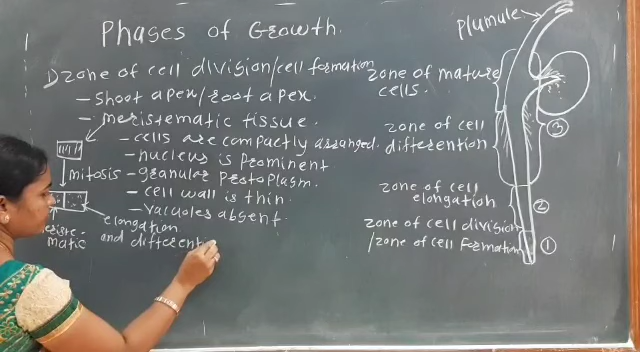 Phases of Growth.
1) zone of cell division/cell formation
- shoot apex/root apex.
- meristematic tissue.
- cells are compactly arranged.
- nucleus is prominent
mitosis - granular protoplasm.
- cell wall is thin.
- vacuoles absent.
elongation
and different
matic
plumule
zone of mature
cells.
zone of cell
differention
③
zone of cell
elongation
②
zone of cell division
/zone of cell formation
①